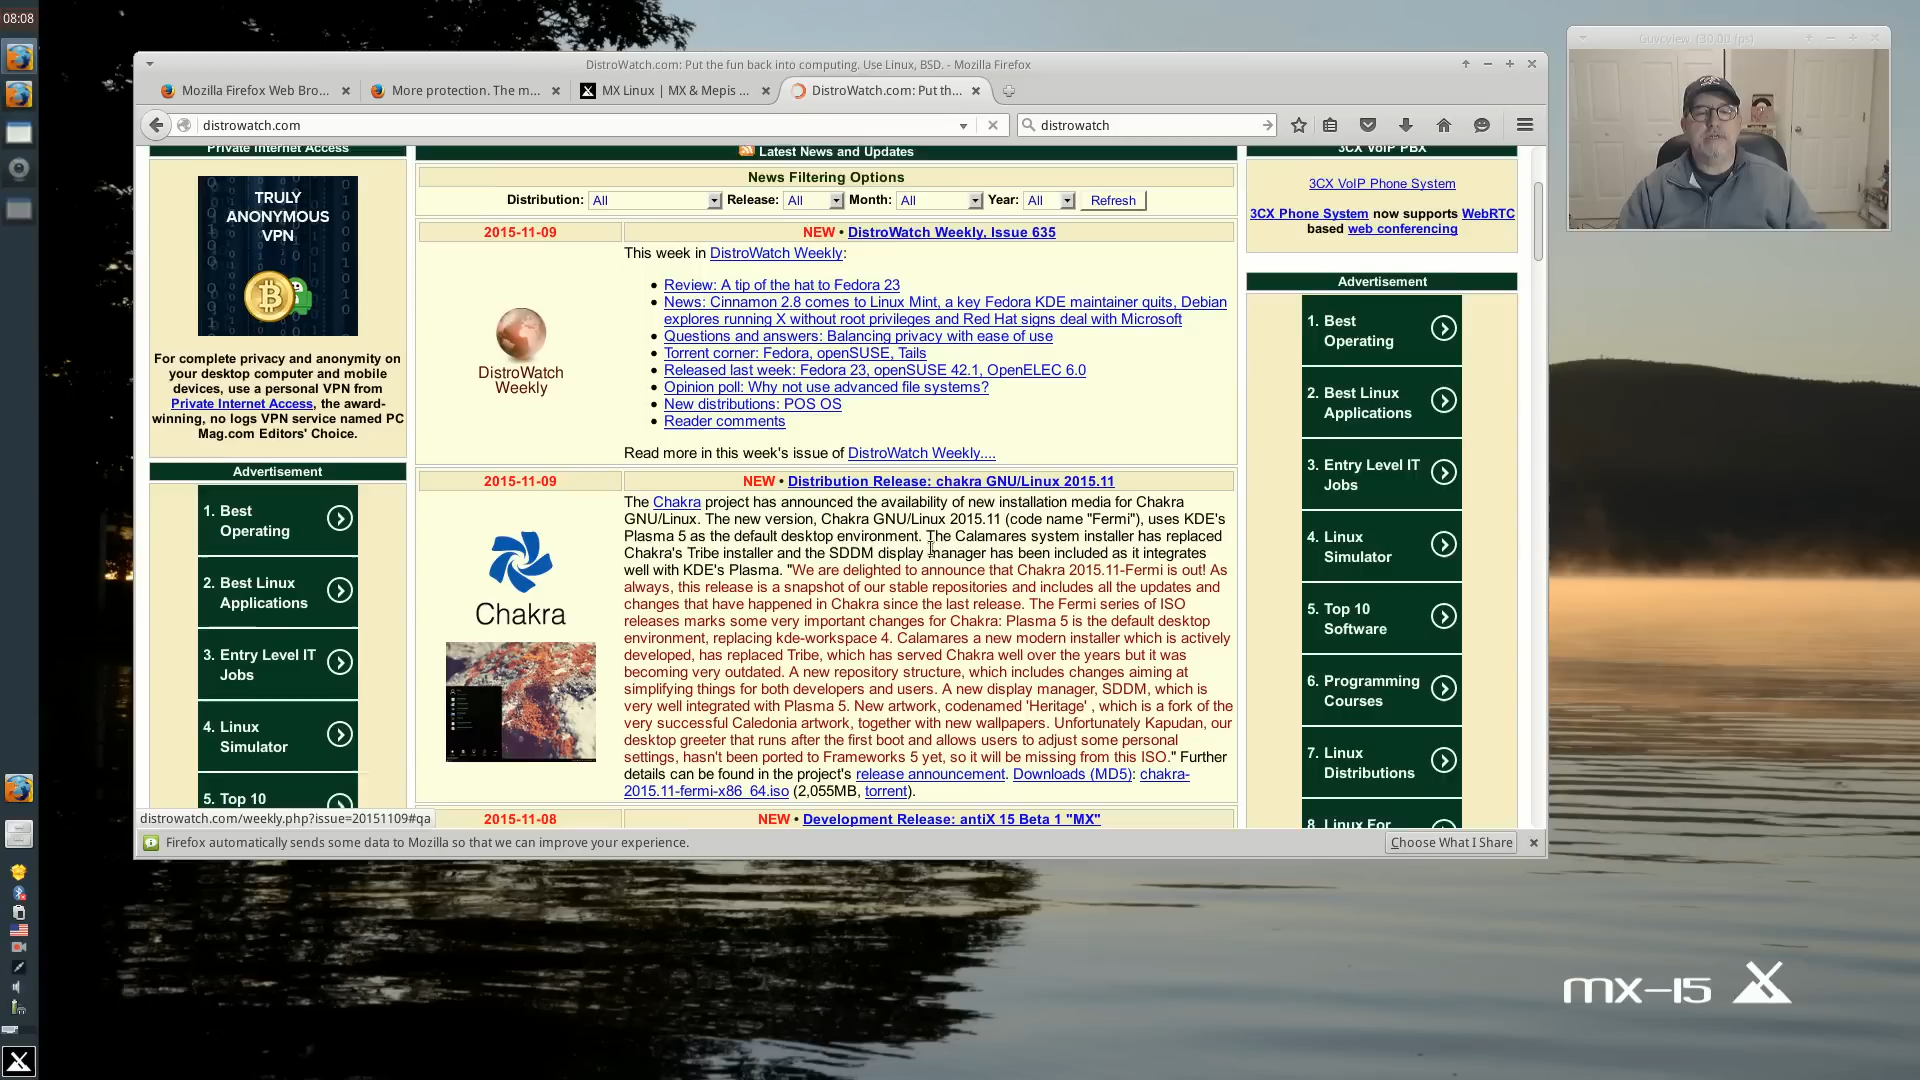 08:08
DistroWatch.com: Put the fun back into computing. Use Linux, BSD. - Mozilla Firefox
Guvcview (30.00 fps)
Mozilla Firefox Web Bro...
More protection. The m...
MX Linux | MX & Mepis ...
DistroWatch.com: Put th...
distrowatch.com
distrowatch
Private Internet Access
TRULY
ANONYMOUS
VPN
For complete privacy and anonymity on
your desktop computer and mobile
devices, use a personal VPN from
Private Internet Access, the award-
winning, no logs VPN service named PC
Mag.com Editors' Choice.
Advertisement
1. Best
Operating
2. Best Linux
Applications
3. Entry Level IT
Jobs
4. Linux
Simulator
5. Top 10
Latest News and Updates
News Filtering Options
Distribution: All Release: All Month: All Year: All Refresh
2015-11-09
NEW • DistroWatch Weekly, Issue 635
DistroWatch
Weekly
This week in DistroWatch Weekly:
• Review: A tip of the hat to Fedora 23
• News: Cinnamon 2.8 comes to Linux Mint, a key Fedora KDE maintainer quits, Debian
explores running X without root privileges and Red Hat signs deal with Microsoft
• Questions and answers: Balancing privacy with ease of use
• Torrent corner: Fedora, openSUSE, Tails
• Released last week: Fedora 23, openSUSE 42.1, OpenELEC 6.0
• Opinion poll: Why not use advanced file systems?
• New distributions: POS OS
• Reader comments
Read more in this week's issue of DistroWatch Weekly....
2015-11-09
NEW • Distribution Release: chakra GNU/Linux 2015.11
Chakra
The Chakra project has announced the availability of new installation media for Chakra
GNU/Linux. The new version, Chakra GNU/Linux 2015.11 (code name "Fermi"), uses KDE's
Plasma 5 as the default desktop environment. The Calamares system installer has replaced
Chakra's Tribe installer and the SDDM display manager has been included as it integrates
well with KDE's Plasma. "We are delighted to announce that Chakra 2015.11-Fermi is out! As
always, this release is a snapshot of our stable repositories and includes all the updates and
changes that have happened in Chakra since the last release. The Fermi series of ISO
releases marks some very important changes for Chakra: Plasma 5 is the default desktop
environment, replacing kde-workspace 4. Calamares a new modern installer which is actively
developed, has replaced Tribe, which has served Chakra well over the years but it was
becoming very outdated. A new repository structure, which includes changes aiming at
simplifying things for both developers and users. A new display manager, SDDM, which is
very well integrated with Plasma 5. New artwork, codenamed 'Heritage' , which is a fork of the
very successful Caledonia artwork, together with new wallpapers. Unfortunately Kapudan, our
desktop greeter that runs after the first boot and allows users to adjust some personal
settings, hasn't been ported to Frameworks 5 yet, so it will be missing from this ISO." Further
details can be found in the project's release announcement. Downloads (MD5): chakra-
2015.11-fermi-x86_64.iso (2,055MB, torrent).
2015-11-08
NEW • Development Release: antiX 15 Beta 1 "MX"
3CX VoIP PBX
3CX VoIP Phone System
3CX Phone System now supports WebRTC
based web conferencing
Advertisement
1. Best
Operating
2. Best Linux
Applications
3. Entry Level IT
Jobs
4. Linux
Simulator
5. Top 10
Software
6. Programming
Courses
7. Linux
Distributions
8. Linux For
distrowatch.com/weekly.php?issue=20151109#qa
Firefox automatically sends some data to Mozilla so that we can improve your experience.
Choose What I Share
mx-15